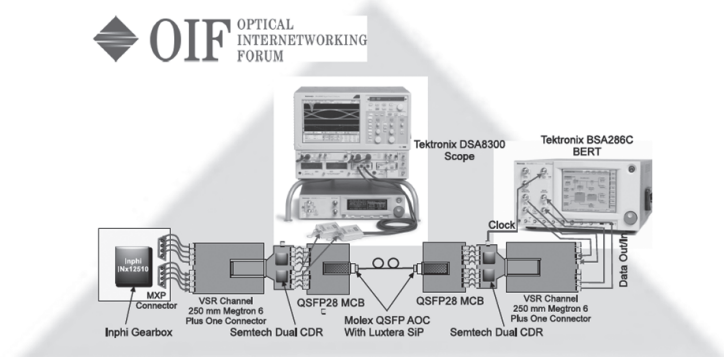 OIF OPTICAL
INTERNETWORKING
FORUM
Tektronix DSA8300
Scope
Tektronix BSA286C
BERT
Clock
Data Out/In
Inphi
INx12510
MXP
Connector
Inphi Gearbox
VSR Channel
250 mm Megtron 6
Plus One Connector
Semtech Dual CDR
QSFP28 MCB
Molex QSFP AOC
With Luxtera SiP
QSFP28 MCB
Semtech Dual CDR
VSR Channel
250 mm Megtron 6
Plus One Connector